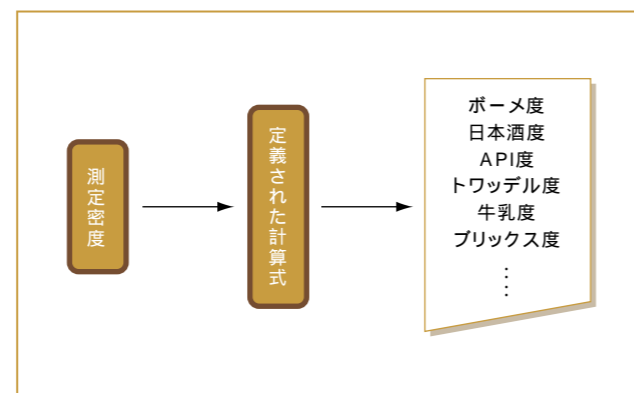 測定密度
定義された計算式
ボーメ度
日本酒度
API度
トワッデル度
牛乳度
ブリックス度
⋮